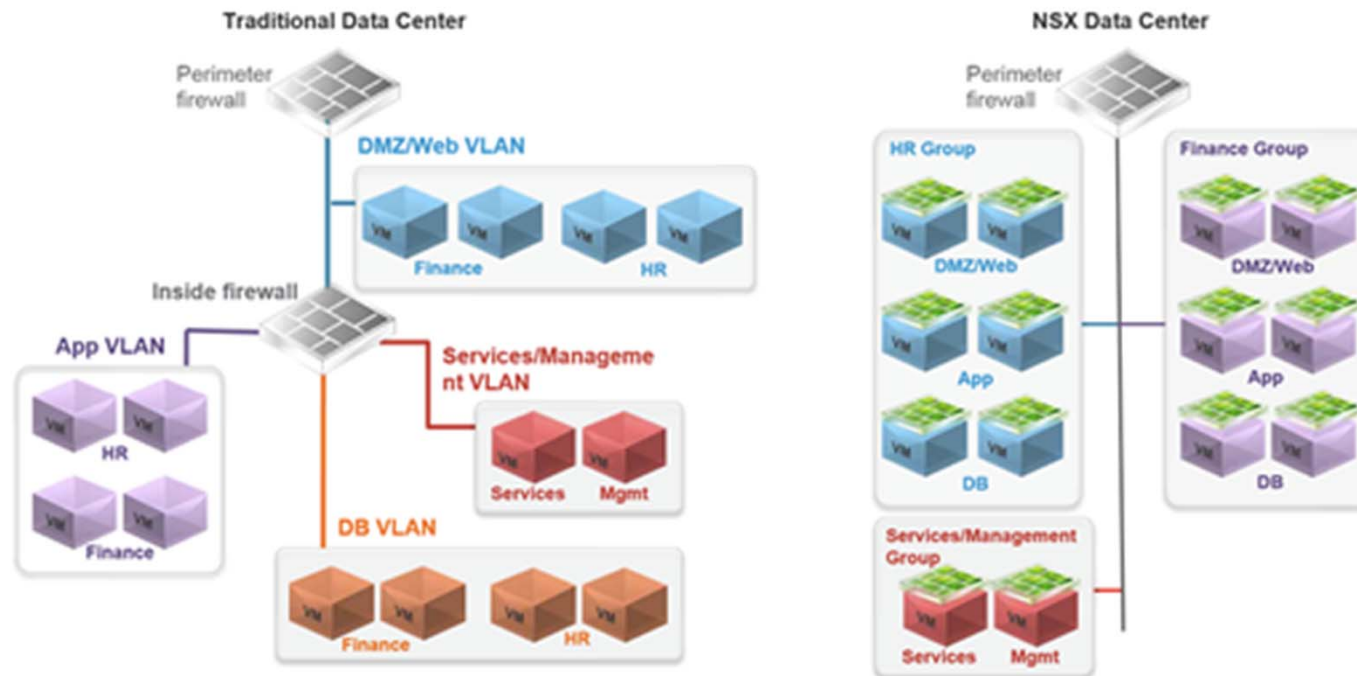 Traditional Data Center
Perimeter
firewall
DMZ/Web VLAN
VM
VM
VM
VM
Finance
HR
Inside firewall
App VLAN
VM
VM
HR
VM
VM
Finance
Services/Manageme
nt VLAN
VM
VM
Services
Mgmt
DB VLAN
VM
VM
VM
VM
Finance
HR
NSX Data Center
Perimeter
firewall
HR Group
VM
VM
DMZ/Web
VM
VM
App
VM
VM
DB
Finance Group
VM
VM
DMZ/Web
VM
VM
App
VM
VM
DB
Services/Management
Group
VM
VM
Services
Mgmt